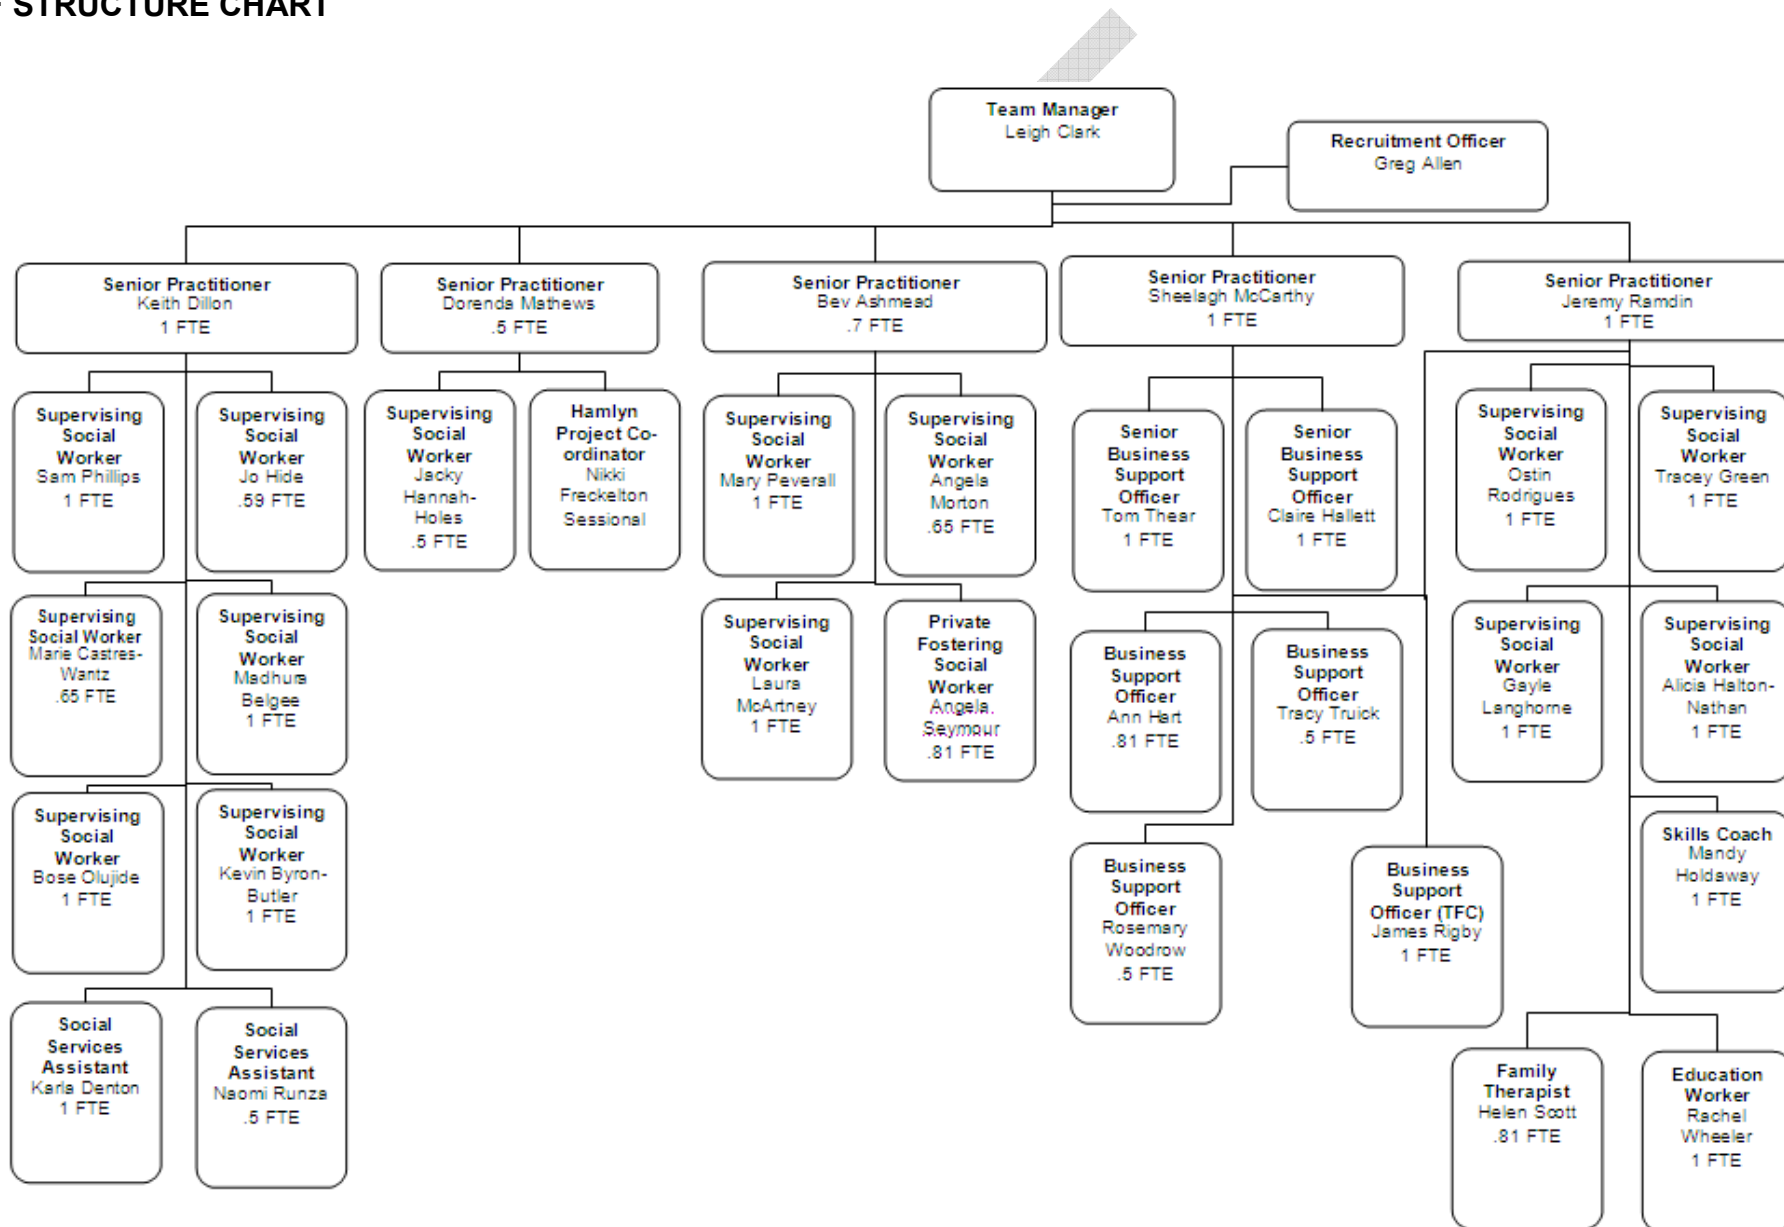 STRUCTURE CHART
Team Manager
Leigh Clark
Recruitment Officer
Greg Allen
Senior Practitioner
Keith Dillon
1 FTE
Senior Practitioner
Dorenda Mathews
.5 FTE
Senior Practitioner
Bev Ashmead
.7 FTE
Senior Practitioner
Sheelagh McCarthy
1 FTE
Senior Practitioner
Jeremy Ramdin
1 FTE
Supervising
Social
Worker
Sam Phillips
1 FTE
Supervising
Social
Worker
Jo Hide
.59 FTE
Supervising
Social
Worker
Jacky
Hannah-
Holes
.5 FTE
Hamlyn
Project Co-
ordinator
Nikki
Freckelton
Sessional
Supervising
Social
Worker
Mary Peverall
1 FTE
Supervising
Social
Worker
Angela
Morton
.65 FTE
Senior
Business
Support
Officer
Tom Thear
1 FTE
Senior
Business
Support
Officer
Claire Hallett
1 FTE
Supervising
Social
Worker
Ostin
Rodrigues
1 FTE
Supervising
Social
Worker
Tracey Green
1 FTE
Supervising
Social Worker
Marie Castres-
Wantz
.65 FTE
Supervising
Social
Worker
Madhura
Belgee
1 FTE
Supervising
Social
Worker
Laura
McArtney
1 FTE
Private
Fostering
Social
Worker
Angela
Seymour
.81 FTE
Business
Support
Officer
Ann Hart
.81 FTE
Business
Support
Officer
Tracy Truick
.5 FTE
Supervising
Social
Worker
Gayle
Langhorne
1 FTE
Supervising
Social
Worker
Alicia Halton-
Nathan
1 FTE
Supervising
Social
Worker
Bose Olujide
1 FTE
Supervising
Social
Worker
Kevin Byron-
Butler
1 FTE
Business
Support
Officer
Rosemary
Woodrow
.5 FTE
Business
Support
Officer (TFC)
James Rigby
1 FTE
Skills Coach
Mandy
Holdaway
1 FTE
Social
Services
Assistant
Karla Denton
1 FTE
Social
Services
Assistant
Naomi Runza
.5 FTE
Family
Therapist
Helen Scott
.81 FTE
Education
Worker
Rachel
Wheeler
1 FTE